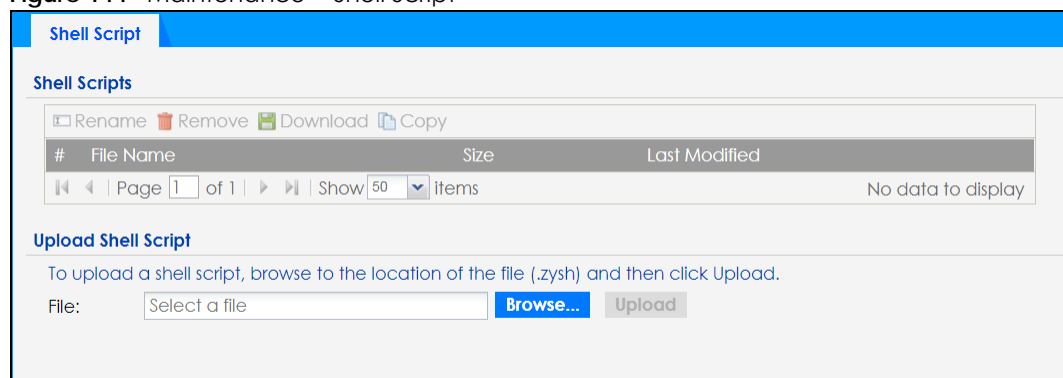 Shell Script
Shell Scripts
Rename Remove Download Copy
# File Name Size Last Modified
Page 1 of 1 Show 50 items No data to display
Upload Shell Script
To upload a shell script, browse to the location of the file (.zysh) and then click Upload.
File: Select a file Browse... Upload